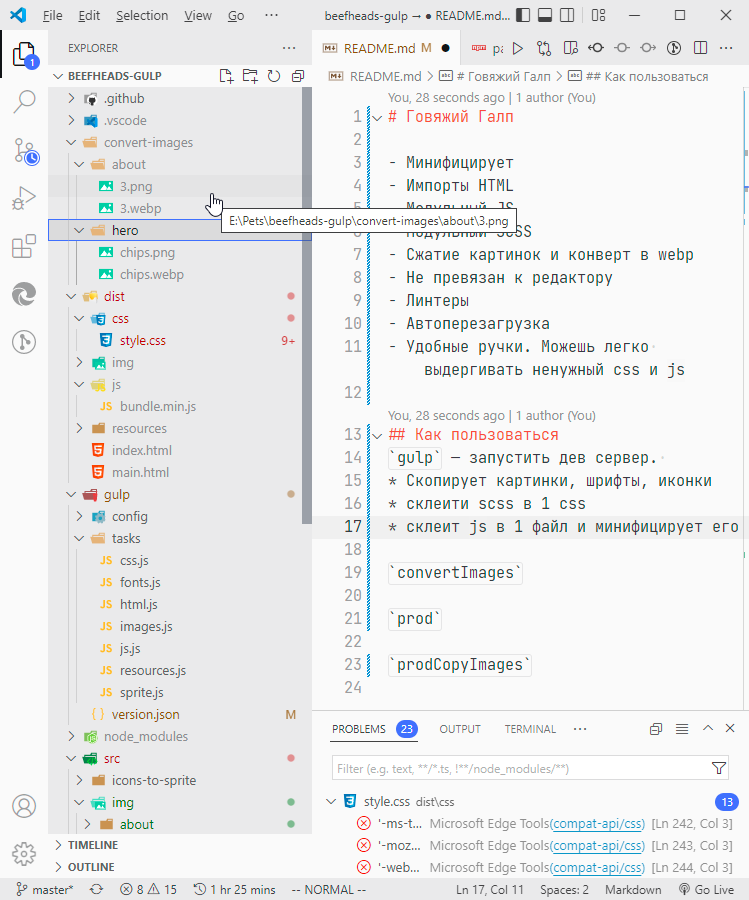 File Edit Selection View Go ··· beefheads-gulp → ● README.md...
EXPLORER ···
BEEFHEADS-GULP
.github
.vscode
convert-images
about
3.png
3.webp
hero
chips.png
chips.webp
dist
css
style.css 9+
img
js
bundle.min.js
resources
index.html
main.html
gulp
config
tasks
css.js
fonts.js
html.js
images.js
js.js
resources.js
sprite.js
version.json M
node_modules
src
icons-to-sprite
img
about
TIMELINE
OUTLINE
E:\Pets\beefheads-gulp\convert-images\about\3.png
README.md M ●
README.md > # Говяжий Галп > ## Как пользоваться
You, 28 seconds ago | 1 author (You)
1 # Говяжий Галп
2
3 - Минифицирует
4 - Импорты HTML
7 - Сжатие картинок и конверт в webp
8 - Не привязан к редактору
9 - Линтеры
10 - Автоперезагрузка
11 - Удобные ручки. Можешь легко
выдергивать ненужный css и js
12
You, 28 seconds ago | 1 author (You)
13 ## Как пользоваться
14 `gulp` — запустить дев сервер.
15 * Скопирует картинки, шрифты, иконки
16 * склеити scss в 1 css
17 * склеит js в 1 файл и минифицирует его
18
19 `convertImages`
20
21 `prod`
22
23 `prodCopyImages`
24
PROBLEMS 23 OUTPUT TERMINAL ···
Filter (e.g. text, **/*.ts, !**/node_modules/**)
style.css dist\css 13
'-ms-t... Microsoft Edge Tools(compat-api/css) [Ln 242, Col 3]
'-moz... Microsoft Edge Tools(compat-api/css) [Ln 243, Col 3]
'-web... Microsoft Edge Tools(compat-api/css) [Ln 244, Col 3]
master* 8 15 1 hr 25 mins -- NORMAL -- Ln 17, Col 11 Spaces: 2 Markdown Go Live
1